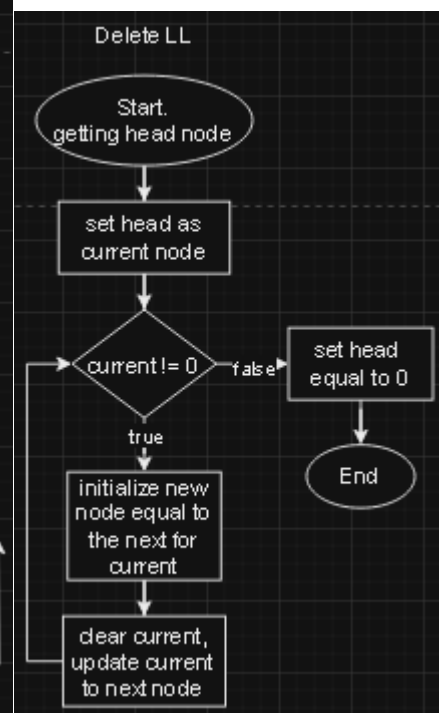 Delete LL
Start.
getting head node
set head as
current node
current != 0
false
set head
equal to 0
true
End
initialize new
node equal to
the next for
current
clear current,
update current
to next node